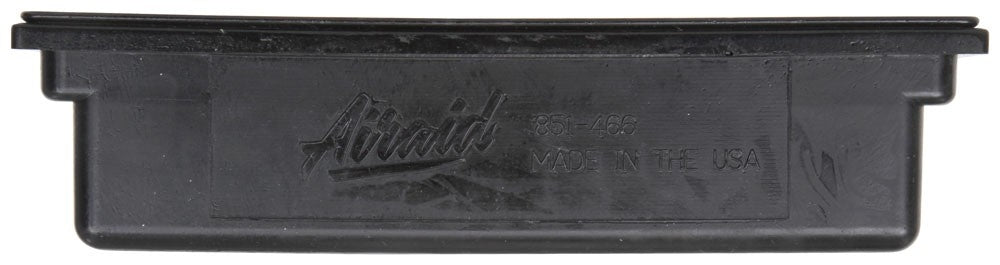 Airaid
851-466
MADE IN THE USA